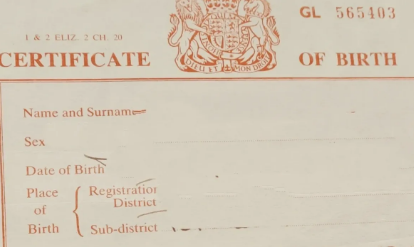 GL 565403
1 & 2 ELIZ. 2 CH. 20
CERTIFICATE OF BIRTH
Name and Surname
Sex
Date of Birth
Place of Birth
Registration District
Sub-district